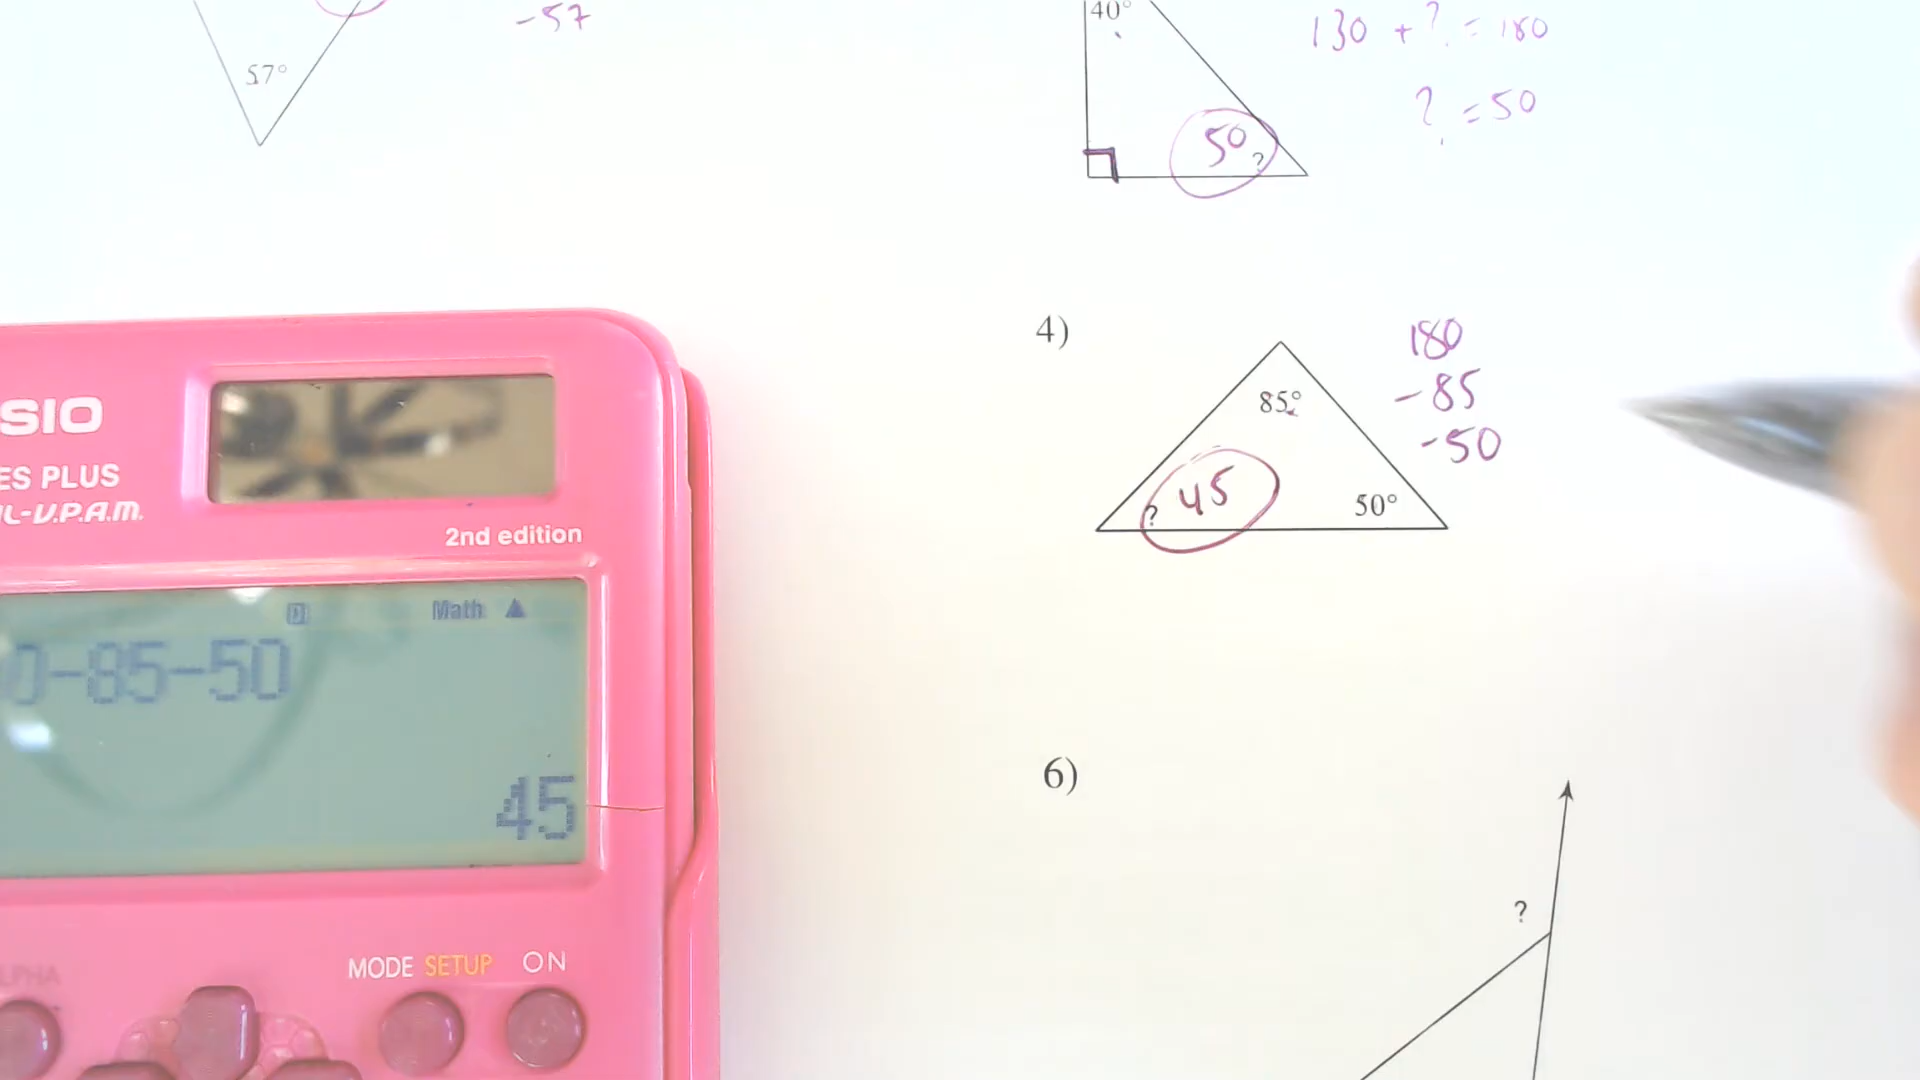 57°
-57
40°
130 + ? = 180
? = 50
50
?
4)
180
-85
-50
85°
45
?
50°
SIO
ES PLUS
L-V.P.A.M.
2nd edition
Math ▲
0-85-50
45
6)
?
MODE SETUP ON
LPHA